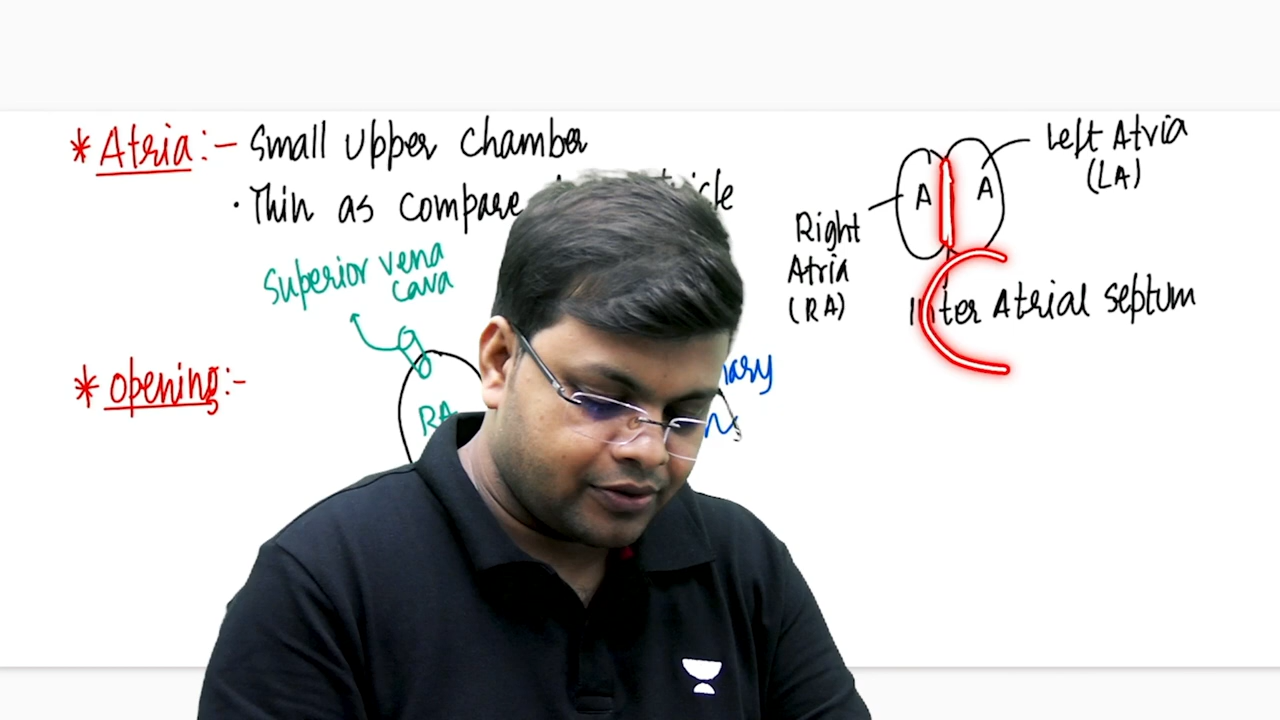 * Atria:- Small Upper Chamber
· Thin as compare
Left Atria
(LA)
A A
Right
Atria
(RA)
Inter Atrial septum
Superior vena
cava
* opening:-
RA